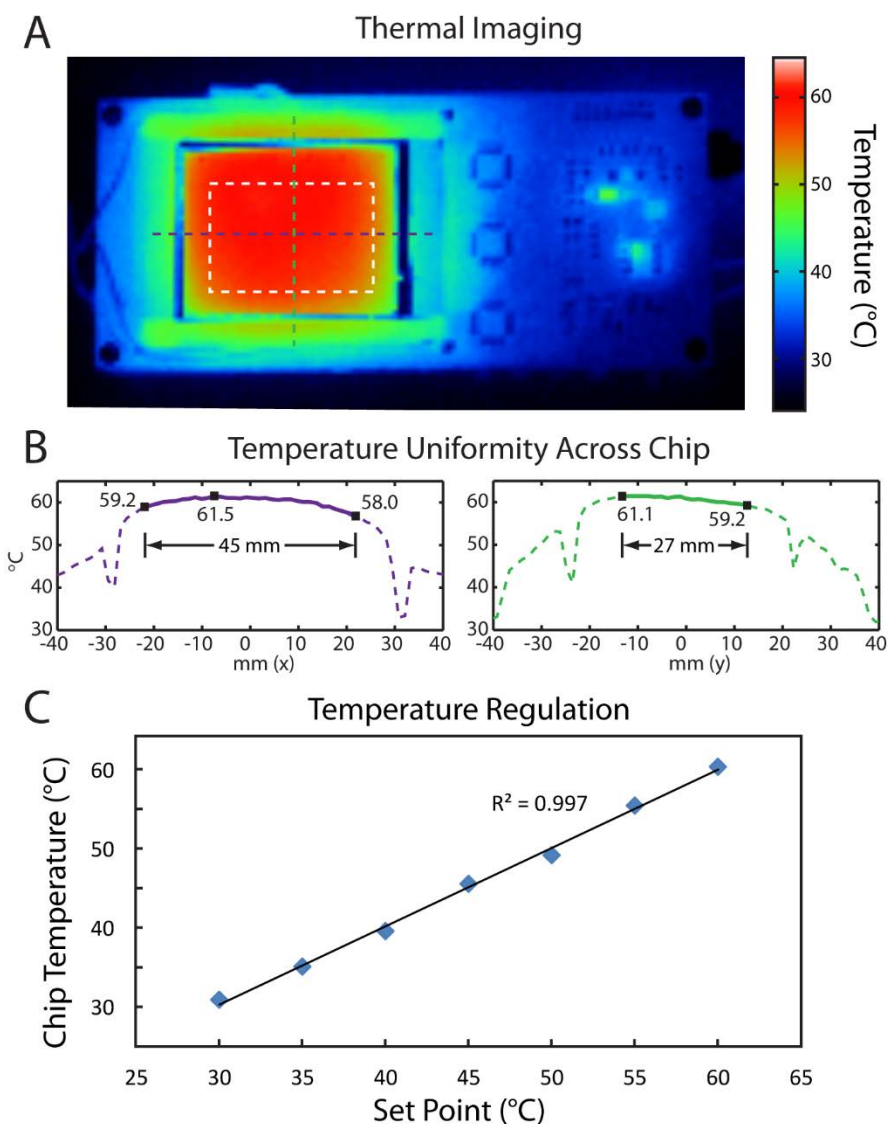 A
Thermal Imaging
60
50
40
30
Temperature (°C)
B
Temperature Uniformity Across Chip
60
50
40
30
°C
59.2
61.5
58.0
45 mm
-40 -30 -20 -10 0 10 20 30 40
mm (x)
60
50
40
30
61.1
59.2
27 mm
-40 -30 -20 -10 0 10 20 30 40
mm (y)
C
Temperature Regulation
Chip Temperature (°C)
60
50
40
30
R² = 0.997
25 30 35 40 45 50 55 60 65
Set Point (°C)